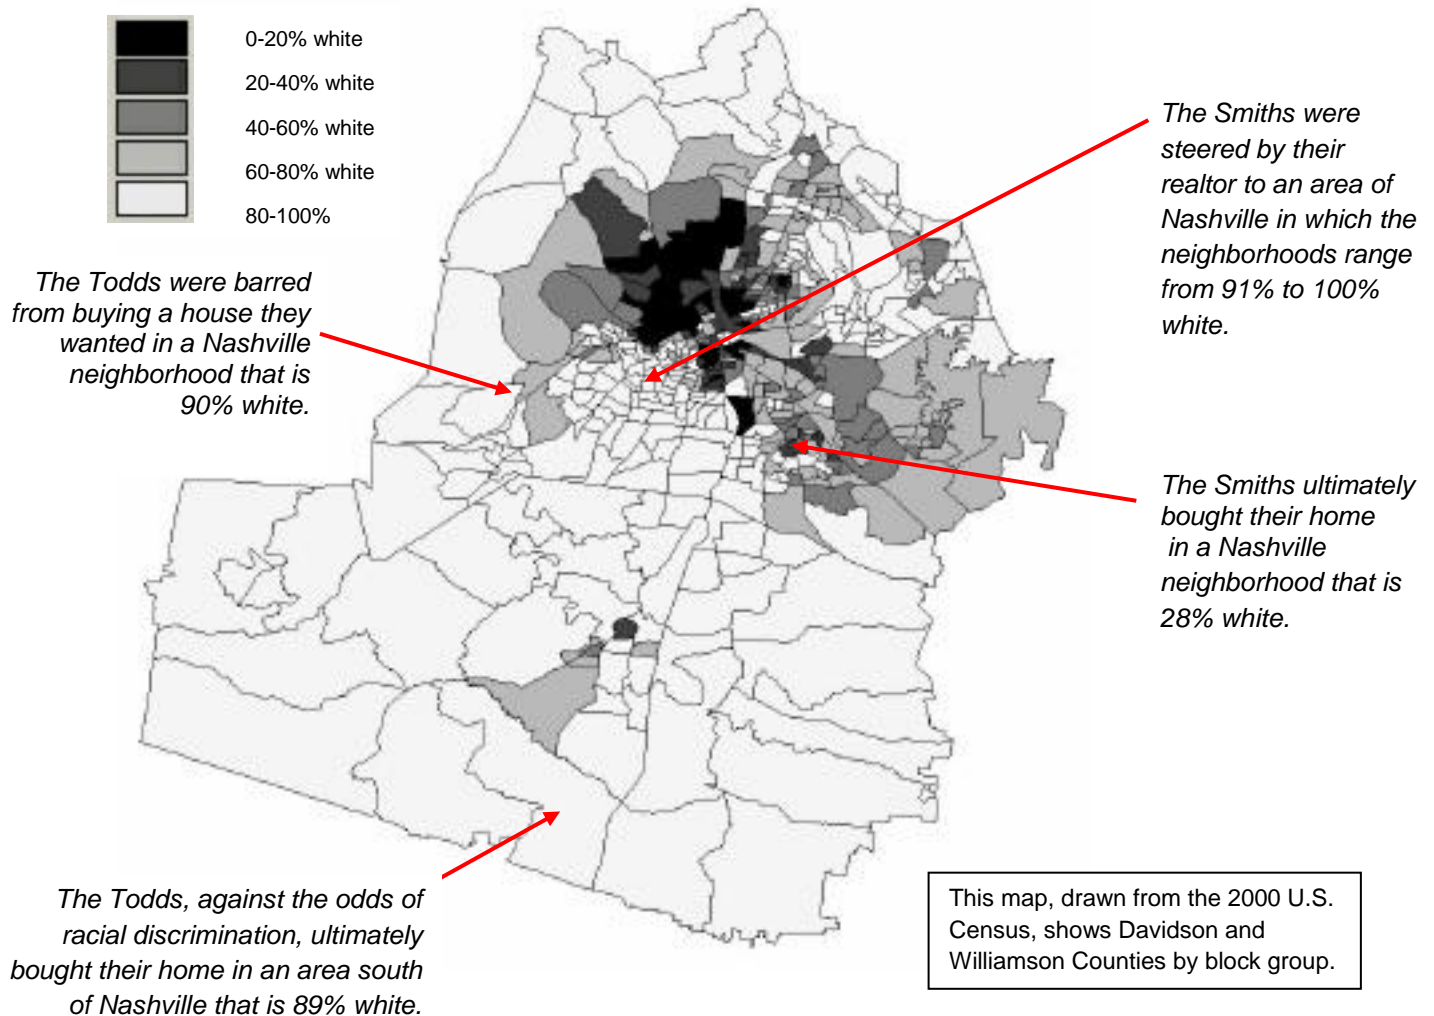 0-20% white
20-40% white
40-60% white
60-80% white
80-100%
The Smiths were
steered by their
realtor to an area of
Nashville in which the
neighborhoods range
from 91% to 100%
white.
The Todds were barred
from buying a house they
wanted in a Nashville
neighborhood that is
90% white.
The Smiths ultimately
bought their home
in a Nashville
neighborhood that is
28% white.
The Todds, against the odds of
racial discrimination, ultimately
bought their home in an area south
of Nashville that is 89% white.
This map, drawn from the 2000 U.S.
Census, shows Davidson and
Williamson Counties by block group.